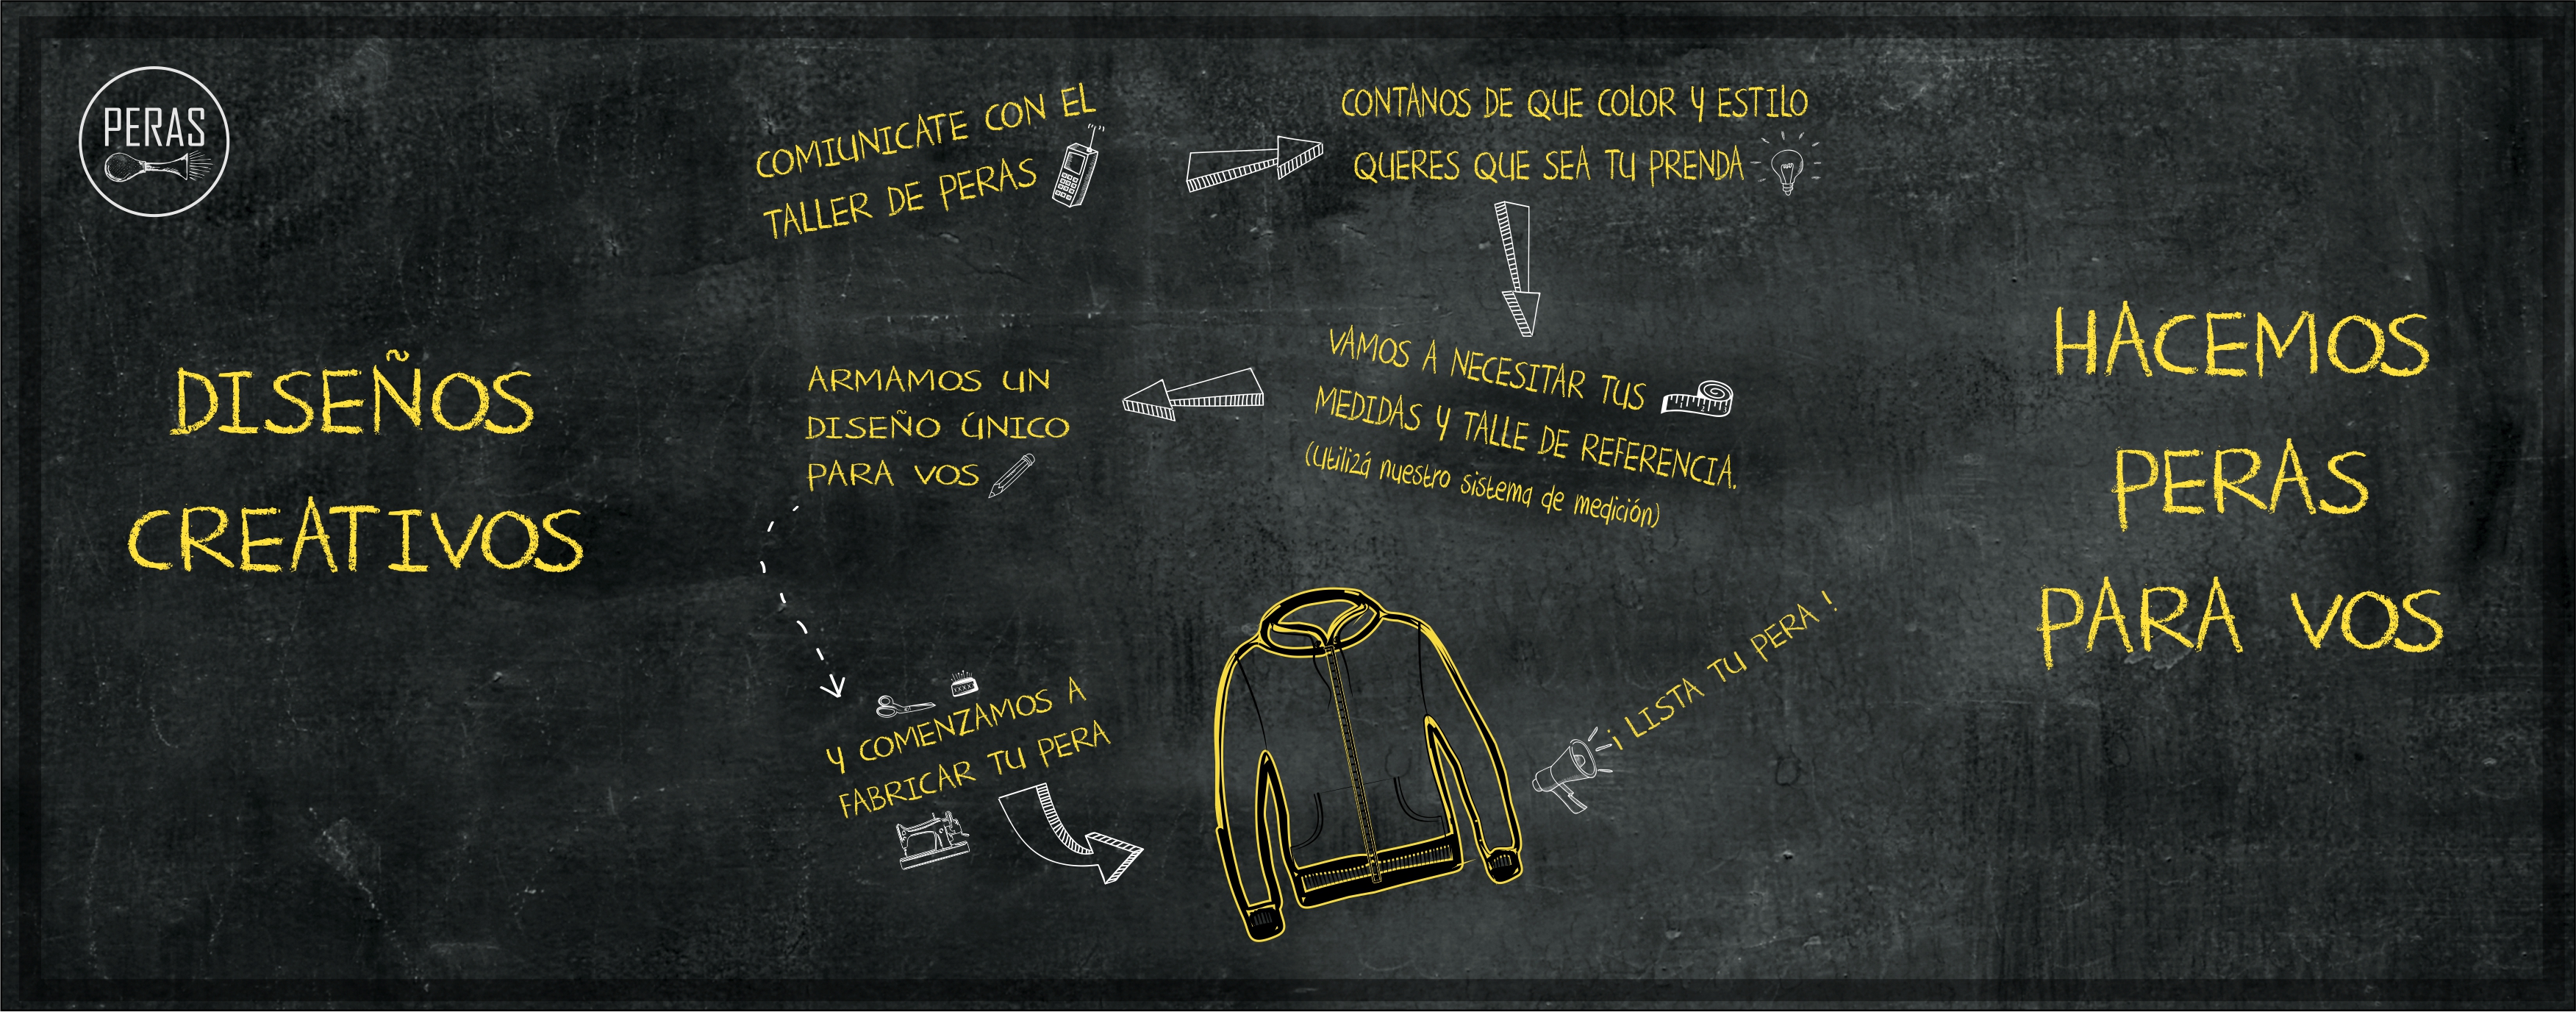 PERAS
DISEÑOS
CREATIVOS
COMIUNICATE CON EL
TALLER DE PERAS
CONTANOS DE QUE COLOR Y ESTILO
QUERES QUE SEA TU PRENDA
VAMOS A NECESITAR TUS
MEDIDAS Y TALLE DE REFERENCIA.
(Utilizá nuestro sistema de medición)
ARMAMOS UN
DISEÑO ÚNICO
PARA VOS
Y COMENZAMOS A
FABRICAR TU PERA
¡ LISTA TU PERA !
HACEMOS
PERAS
PARA VOS